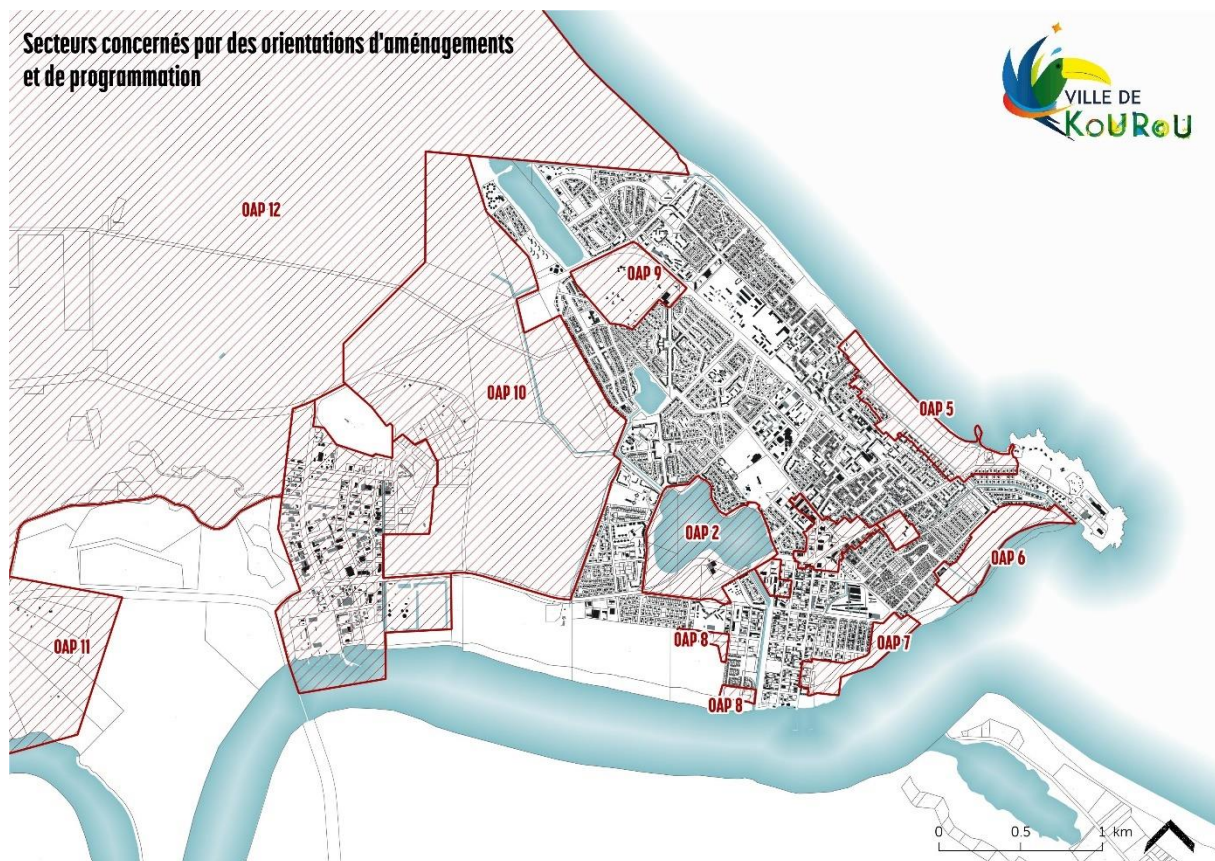 Secteurs concernés par des orientations d'aménagements
et de programmation
VILLE DE
KOUROU
OAP 12
OAP 9
OAP 10
OAP 5
OAP 2
OAP 6
OAP 11
OAP 8
OAP 7
OAP 8
0 0.5 1 km